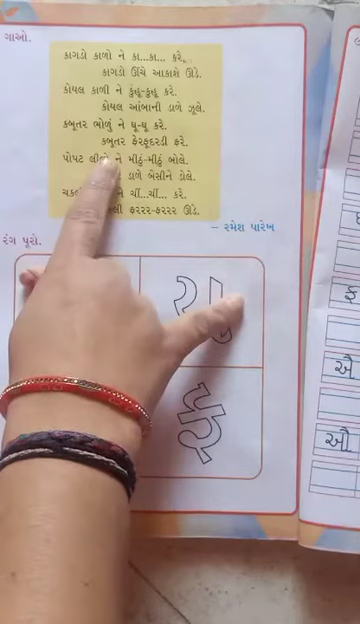 ગાઓ.
કાગડો કાળો ને કા...કા... કરે,
કાગડો ઊંચે આકાશે ઊડે.
કોયલ કાળી ને કુંહૂ-કુંહૂ કરે.
કોયલ આંબાની ડાળે ઝૂલે.
કબૂતર ભોળું ને ઘૂ-ઘૂ કરે.
કબૂતર ફેરફૂદરડી ફરે.
પોપટ ને મીઠું-મીઠું બોલે.
ડાળે બેસીને ડોલે.
ચીં...ચીં... કરે.
ફરરર-ફરરર ઊડે.
– રમેશ પારેખ
રંગ પૂરો.
રા
ઐ
ઔ